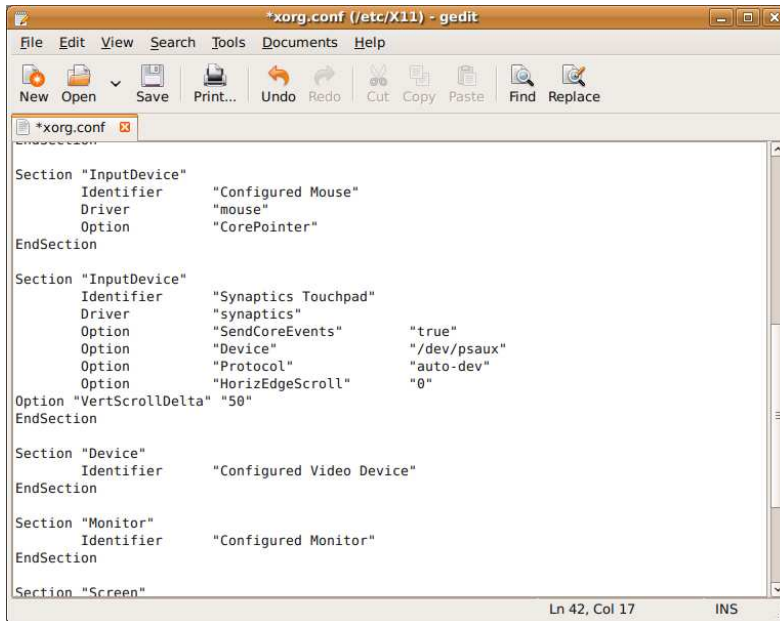 *xorg.conf (/etc/X11) - gedit
File Edit View Search Tools Documents Help
New Open Save Print... Undo Redo Cut Copy Paste Find Replace
*xorg.conf
EndSection
Section "InputDevice"
Identifier "Configured Mouse"
Driver "mouse"
Option "CorePointer"
EndSection
Section "InputDevice"
Identifier "Synaptics Touchpad"
Driver "synaptics"
Option "SendCoreEvents" "true"
Option "Device" "/dev/psaux"
Option "Protocol" "auto-dev"
Option "HorizEdgeScroll" "0"
Option "VertScrollDelta" "50"
EndSection
Section "Device"
Identifier "Configured Video Device"
EndSection
Section "Monitor"
Identifier "Configured Monitor"
EndSection
Section "Screen"
Ln 42, Col 17 INS